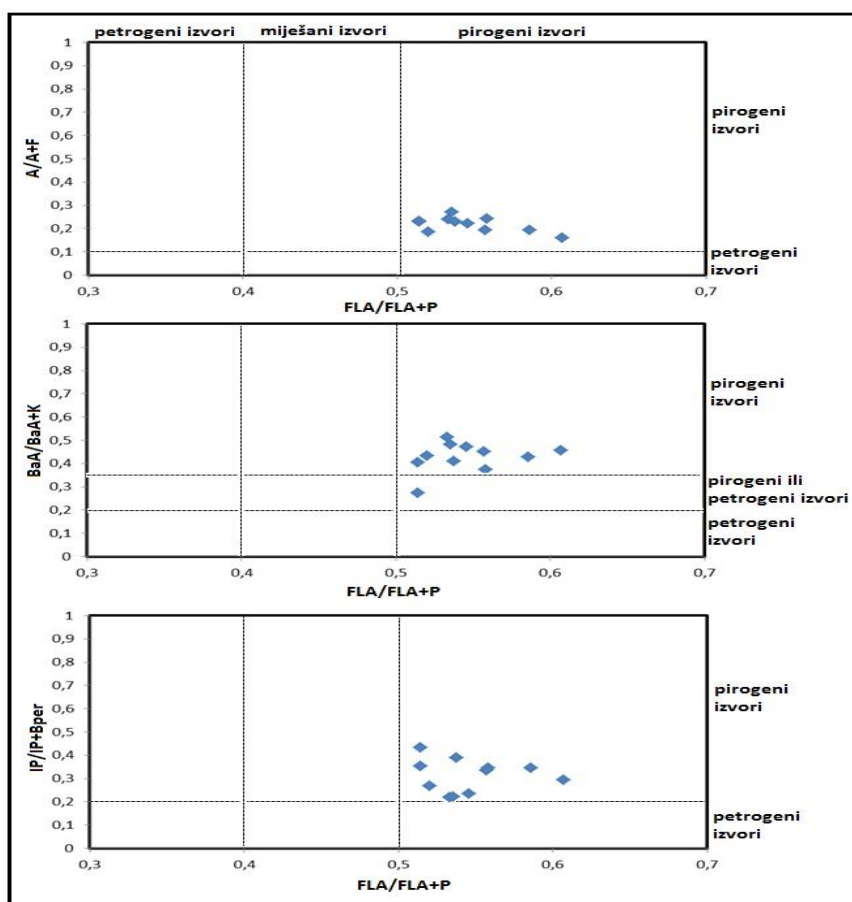 petrogeni izvori miješani izvori pirogeni izvori
1
0,9
0,8
0,7
0,6
0,5
0,4
0,3
0,2
0,1
0
A/A+F
pirogeni
izvori
petrogeni
izvori
0,3 0,4 0,5 0,6 0,7
FLA/FLA+P
1
0,9
0,8
0,7
0,6
0,5
0,4
0,3
0,2
0,1
0
BaA/BaA+K
pirogeni
izvori
pirogeni ili
petrogeni izvori
petrogeni
izvori
0,3 0,4 0,5 0,6 0,7
FLA/FLA+P
1
0,9
0,8
0,7
0,6
0,5
0,4
0,3
0,2
0,1
0
IP/IP+Bper
pirogeni
izvori
petrogeni
izvori
0,3 0,4 0,5 0,6 0,7
FLA/FLA+P